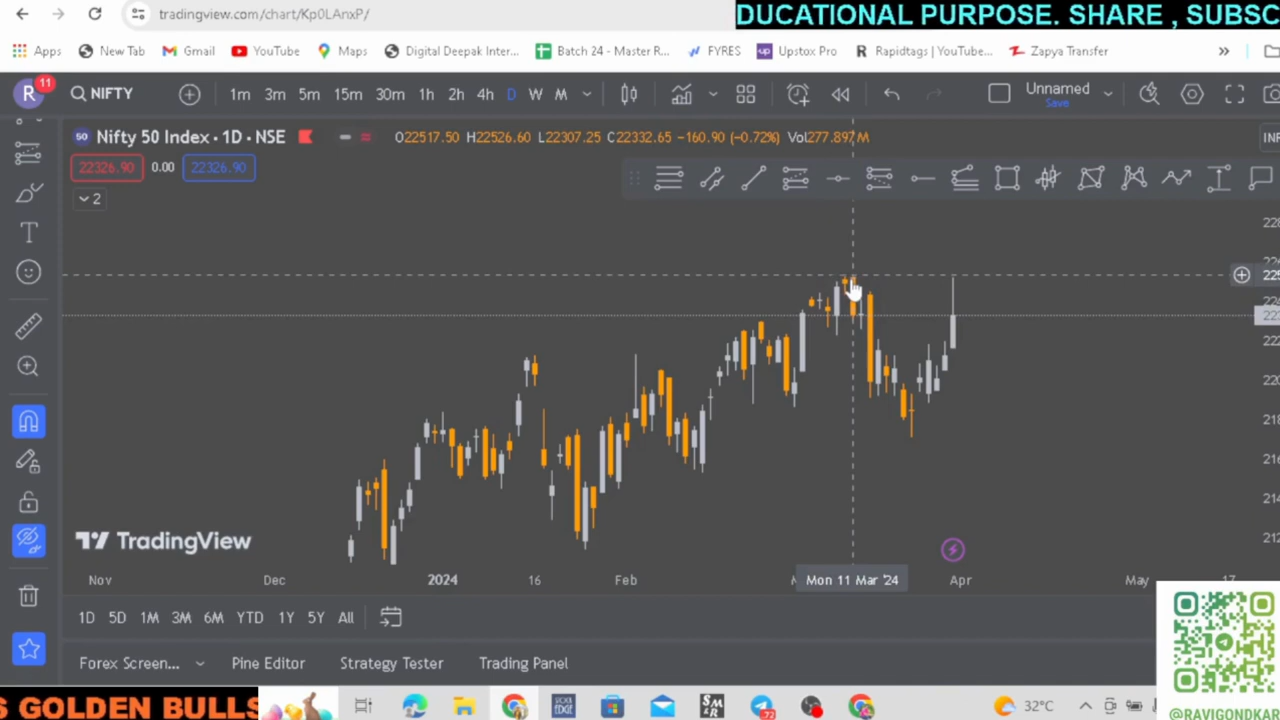 tradingview.com/chart/Kp0LAnxP/
DUCATIONAL PURPOSE. SHARE , SUBSC
Apps New Tab Gmail YouTube Maps Digital Deepak Inter... Batch 24 - Master R... FYRES Upstox Pro Rapidtags | YouTube... Zapya Transfer »
R 11 NIFTY 1m 3m 5m 15m 30m 1h 2h 4h D W M Unnamed
Save
50 Nifty 50 Index · 1D · NSE O22517.50 H22526.60 L22307.25 C22332.65 −160.90 (−0.72%) Vol277.897M
22326.90 0.00 22326.90
2
TradingView
Nov Dec 2024 16 Feb Mon 11 Mar '24 Apr May 17
1D 5D 1M 3M 6M YTD 1Y 5Y All
Forex Screen... Pine Editor Strategy Tester Trading Panel
S GOLDEN BULLS
32°C
@RAVIGONDKAR